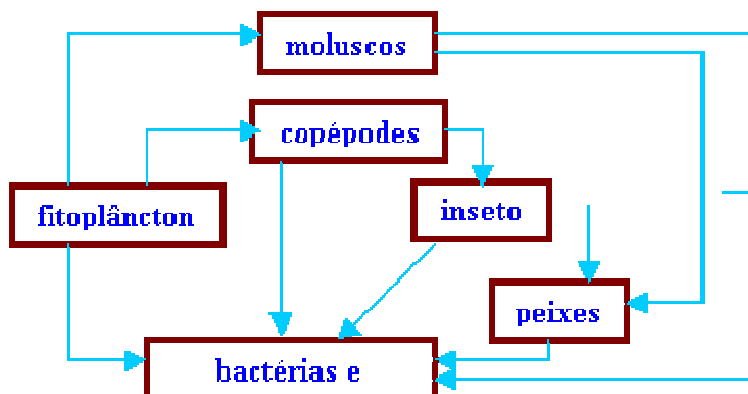 moluscos
copépodes
fitoplâncton
inseto
peixes
bactérias e